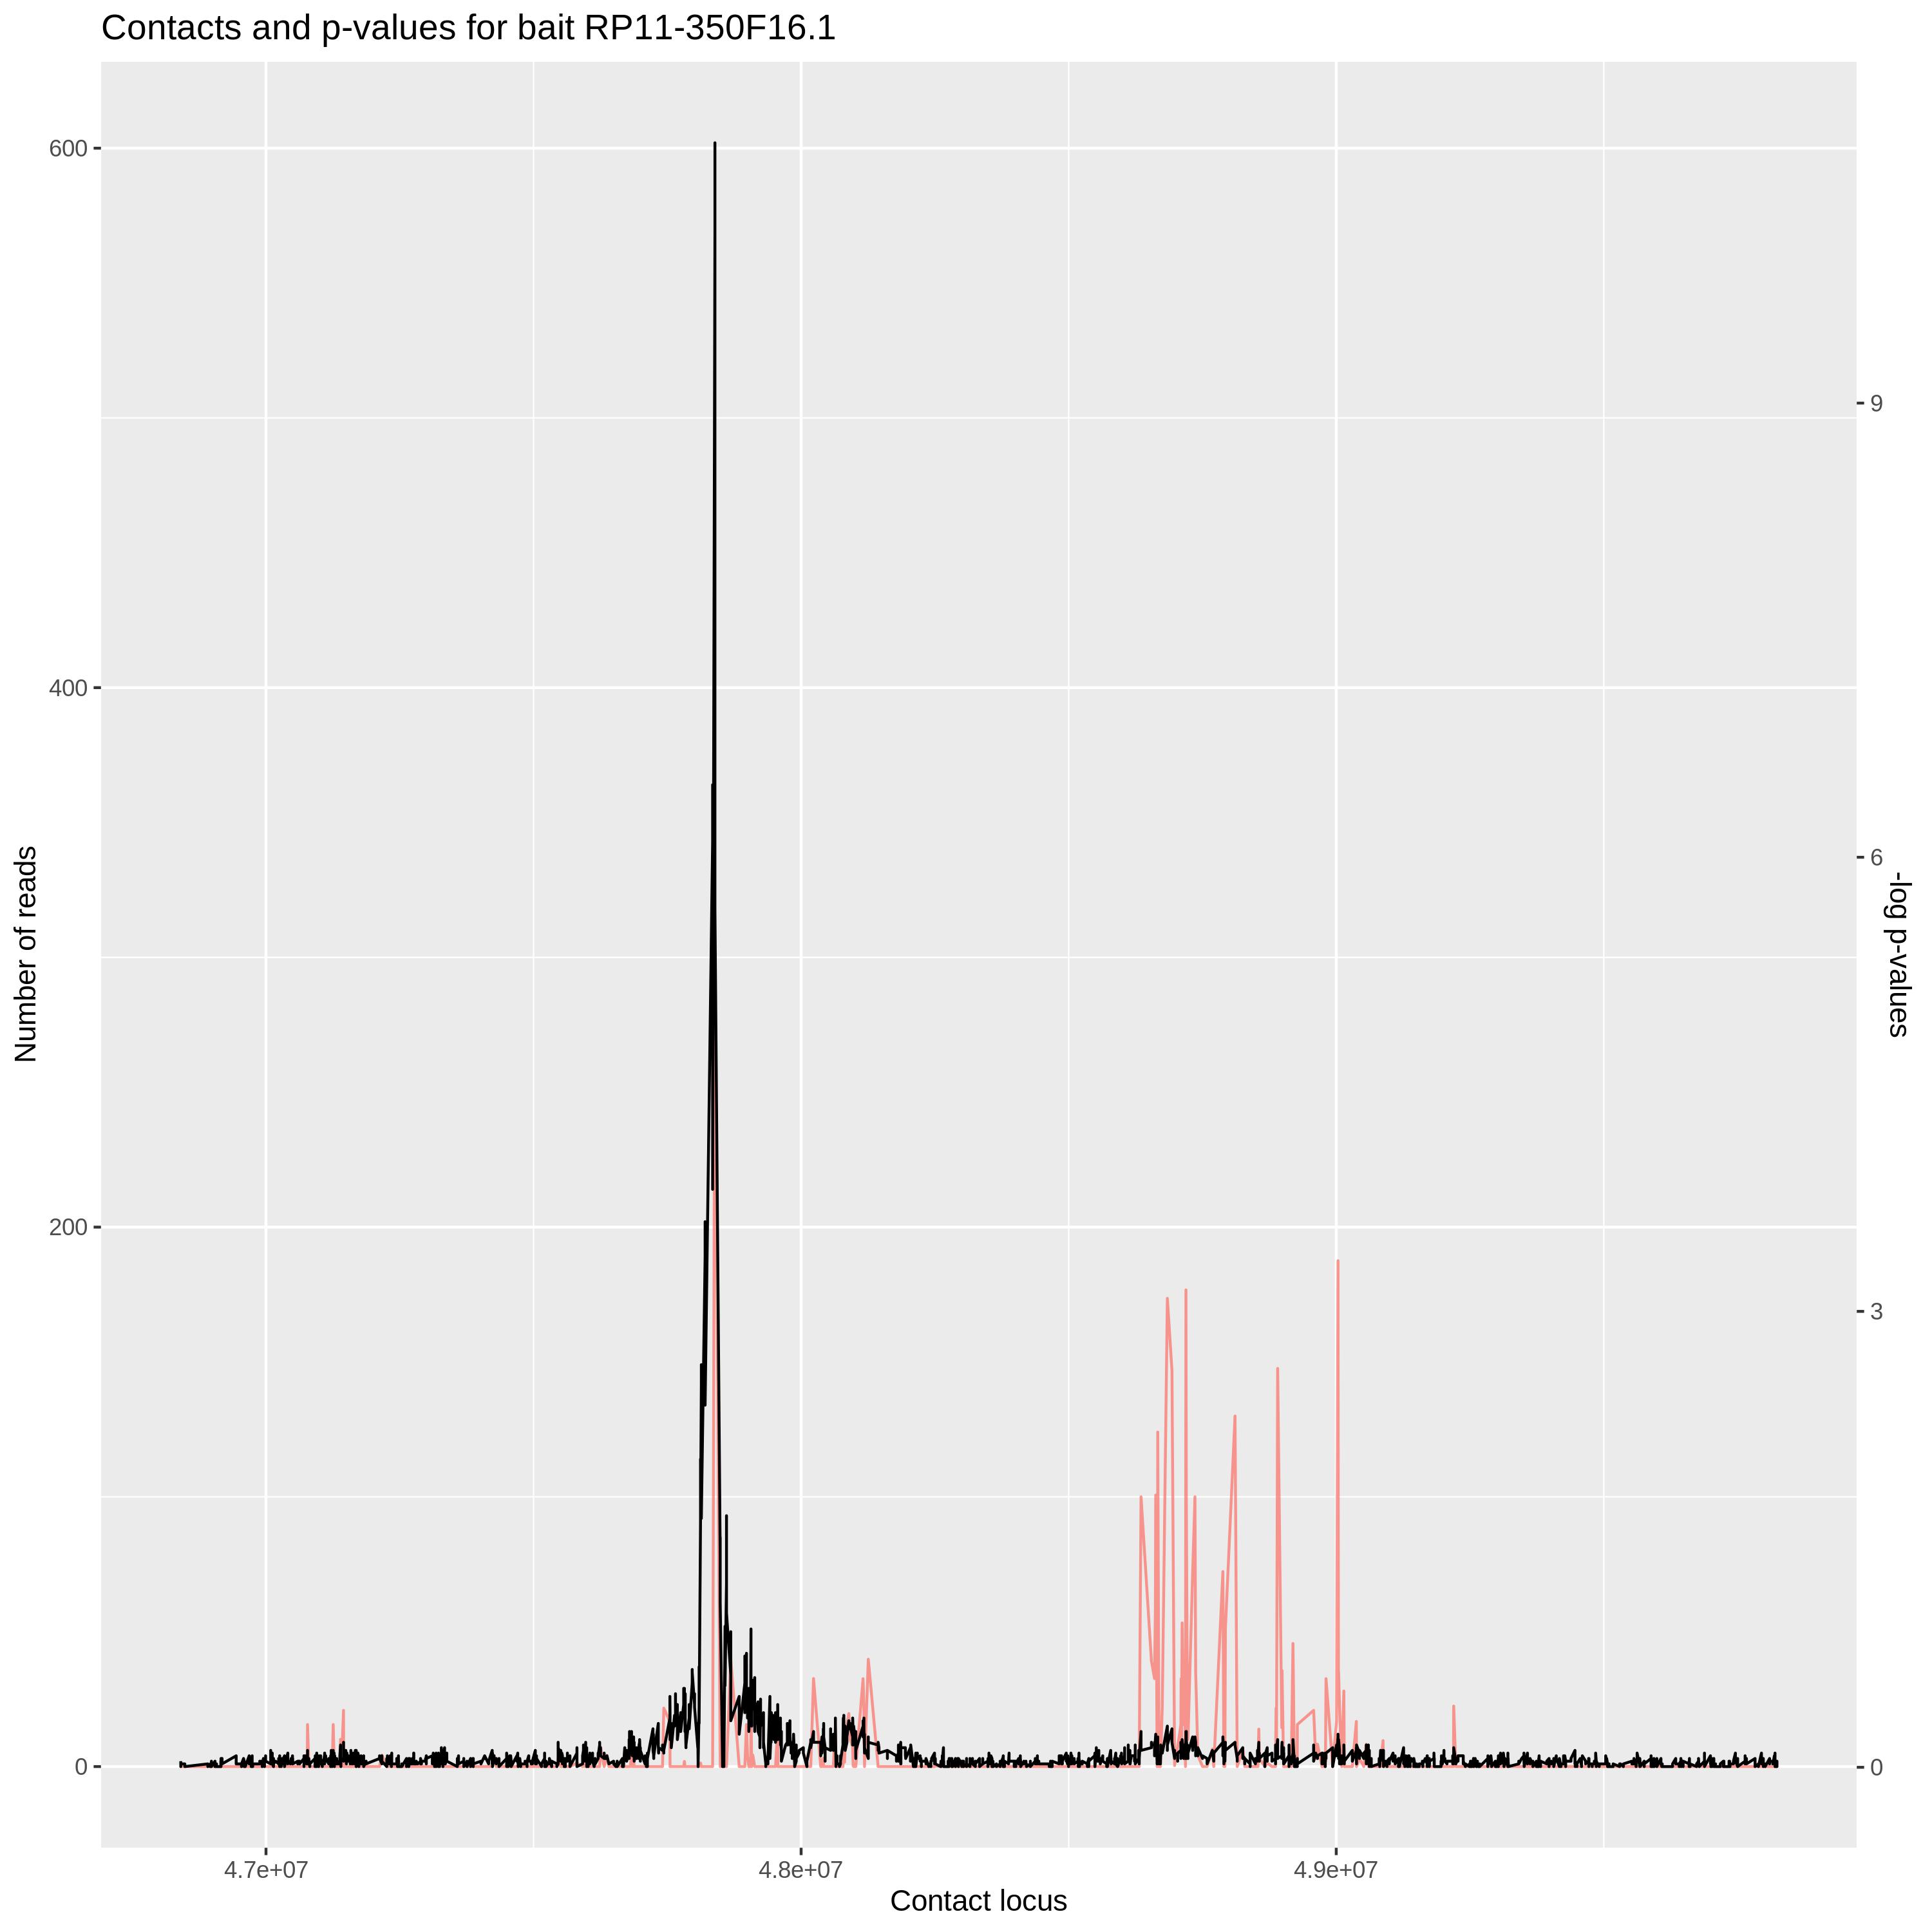 Contacts and p-values for bait RP11-350F16.1
600
400
200
0
9
6
3
0
Number of reads
-log p-values
4.7e+07
4.8e+07
4.9e+07
Contact locus